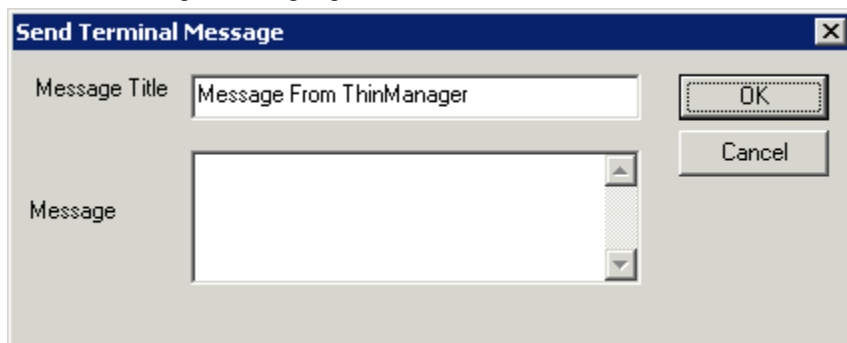 Send Terminal Message
Message Title
Message From ThinManager
OK
Cancel
Message